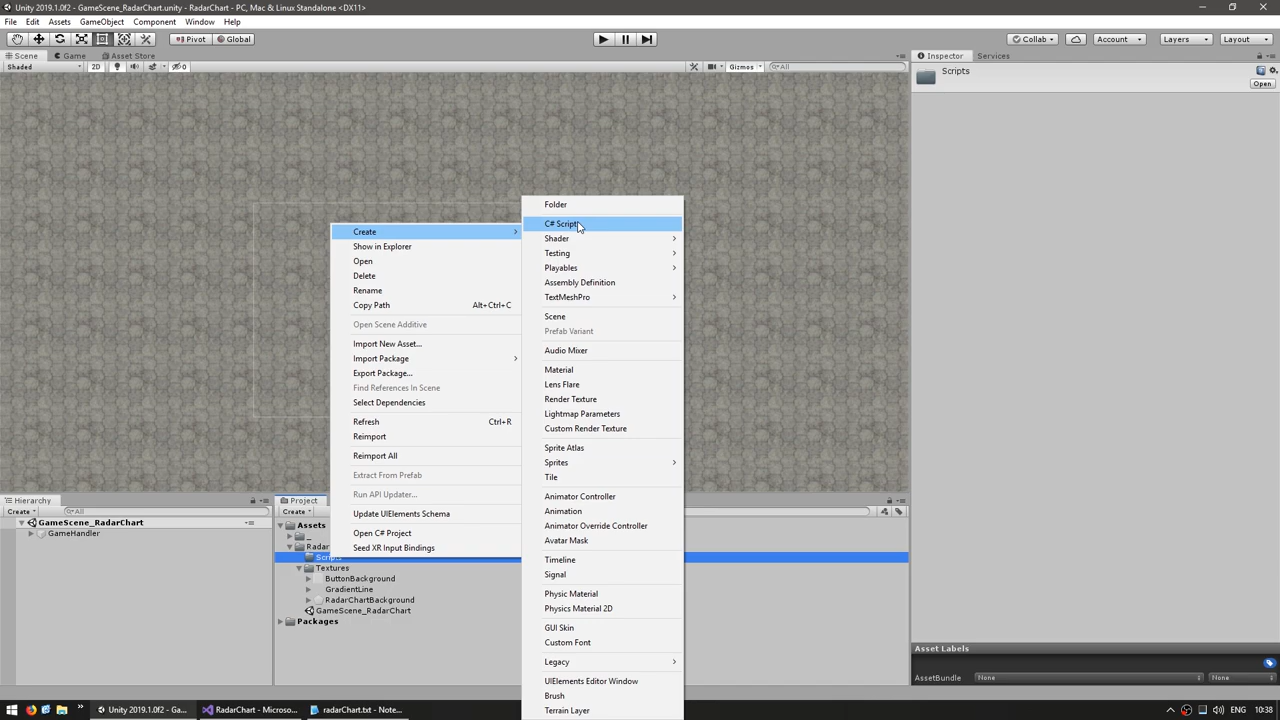 Unity 2019.1.0f2 - GameScene_RadarChart.unity - RadarChart - PC, Mac & Linux Standalone <DX11>
File Edit Assets GameObject Component Window Help
Pivot Global Collab Account Layers Layout
Scene Game Asset Store Inspector Services
Shaded 2D 0 Gizmos All
Scripts
Open
Folder
C# Script
Create
Shader
Show in Explorer
Testing
Open
Playables
Delete
Assembly Definition
Rename
TextMeshPro
Copy Path Alt+Ctrl+C
Scene
Open Scene Additive
Prefab Variant
Import New Asset...
Audio Mixer
Import Package
Material
Export Package...
Lens Flare
Find References In Scene
Render Texture
Select Dependencies
Lightmap Parameters
Refresh Ctrl+R
Custom Render Texture
Reimport
Sprite Atlas
Reimport All
Sprites
Extract From Prefab
Tile
Run API Updater...
Animator Controller
Update UIElements Schema
Animation
Open C# Project
Animator Override Controller
Seed XR Input Bindings
Avatar Mask
Timeline
Signal
Physic Material
Physics Material 2D
GUI Skin
Custom Font
Legacy
UIElements Editor Window
Brush
Terrain Layer
Hierarchy
Create All
GameScene_RadarChart
GameHandler
Project
Create
Assets
_
Radar
Scripts
Textures
ButtonBackground
GradientLine
RadarChartBackground
GameScene_RadarChart
Packages
Asset Labels
AssetBundle None None
Unity 2019.1.0f2 - Ga... RadarChart - Microso... radarChart.txt - Note... ENG 10:38